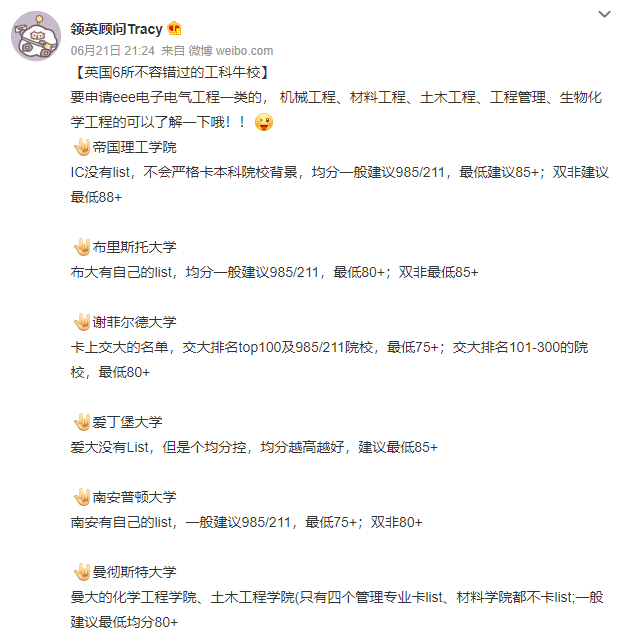 领英顾问Tracy
06月21日 21:24 来自 微博 weibo.com
【英国6所不容错过的工科牛校】
要申请eee电子电气工程一类的， 机械工程、材料工程、土木工程、工程管理、生物化
学工程的可以了解一下哦！！
帝国理工学院
IC没有list，不会严格卡本科院校背景，均分一般建议985/211，最低建议85+；双非建议
最低88+
布里斯托大学
布大有自己的list，均分一般建议985/211，最低80+；双非最低85+
谢菲尔德大学
卡上交大的名单，交大排名top100及985/211院校，最低75+；交大排名101-300的院
校，最低80+
爱丁堡大学
爱大没有List，但是个均分控，均分越高越好，建议最低85+
南安普顿大学
南安有自己的list，一般建议985/211，最低75+；双非80+
曼彻斯特大学
曼大的化学工程学院、土木工程学院(只有四个管理专业卡list、材料学院都不卡list;一般
建议最低均分80+